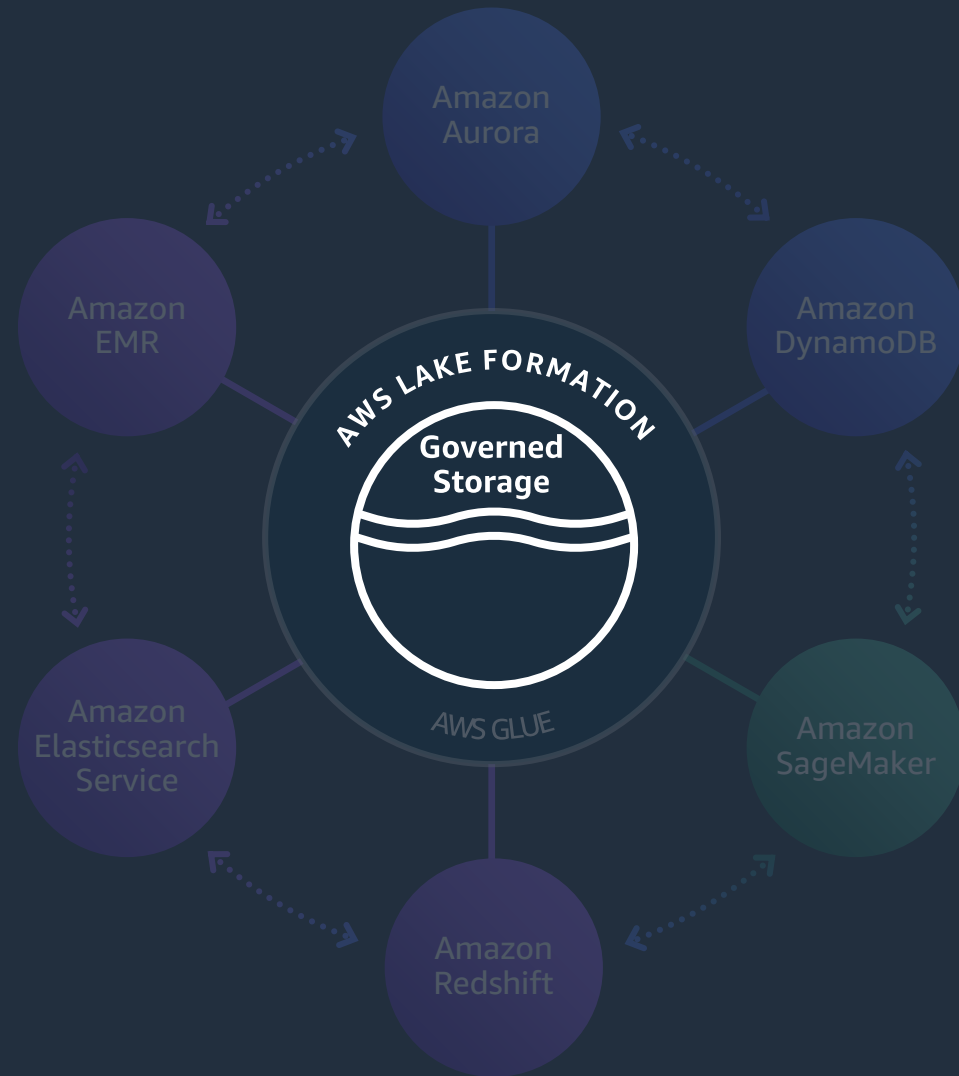 Amazon
Aurora
Amazon
EMR
Amazon
DynamoDB
AWS LAKE FORMATION
Governed
Storage
Amazon
Elasticsearch
Service
AWS GLUE
Amazon
SageMaker
Amazon
Redshift